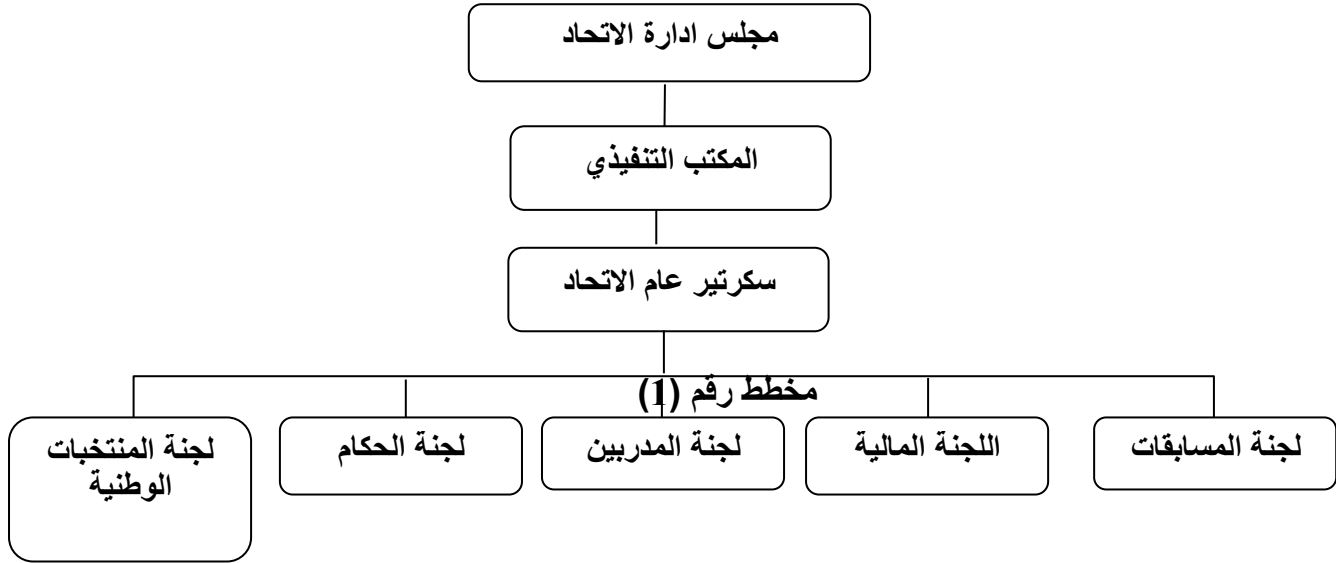 مجلس ادارة الاتحاد
المكتب التنفيذي
سكرتير عام الاتحاد
مخطط رقم (1)
لجنة المسابقات
اللجنة المالية
لجنة المدربين
لجنة الحكام
لجنة المنتخبات
الوطنية